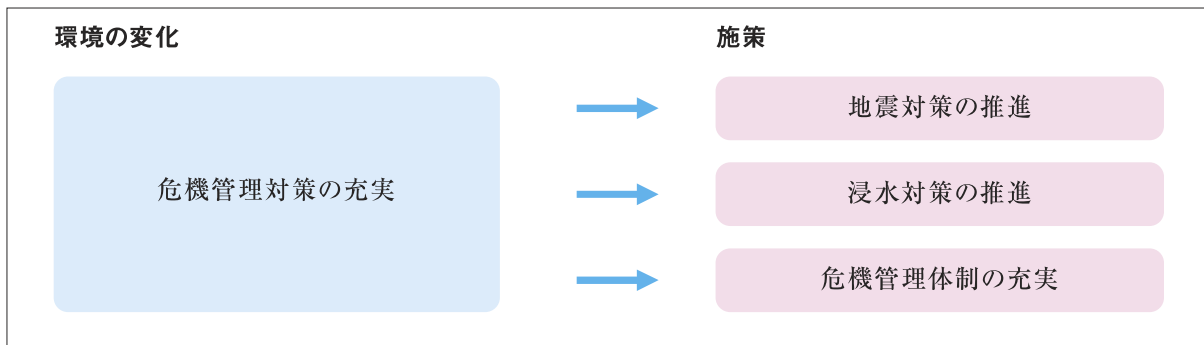 環境の変化
施策
危機管理対策の充実
地震対策の推進
浸水対策の推進
危機管理体制の充実